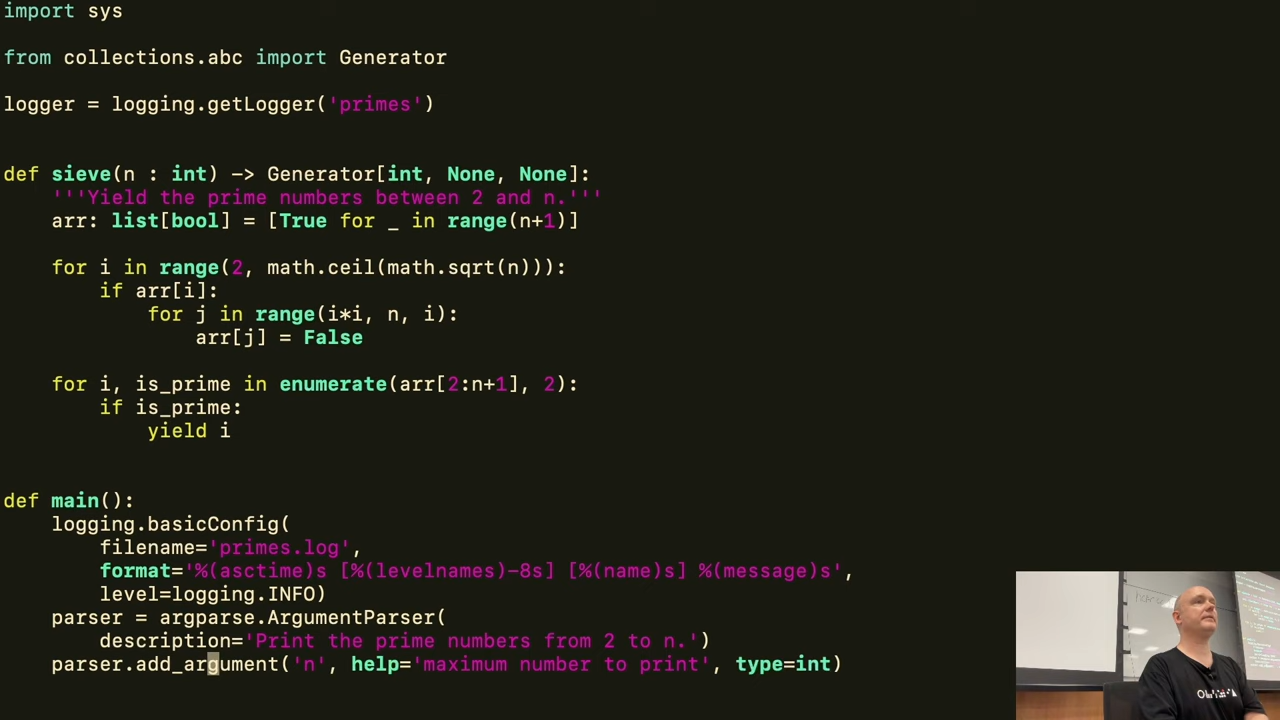 import sys
from collections.abc import Generator
logger = logging.getLogger('primes')
def sieve(n : int) -> Generator[int, None, None]:
    '''Yield the prime numbers between 2 and n.'''
    arr: list[bool] = [True for _ in range(n+1)]
    for i in range(2, math.ceil(math.sqrt(n))):
        if arr[i]:
            for j in range(i*i, n, i):
                arr[j] = False
    for i, is_prime in enumerate(arr[2:n+1], 2):
        if is_prime:
            yield i
def main():
    logging.basicConfig(
        filename='primes.log',
        format='%(asctime)s [%(levelnames)-8s] [%(name)s] %(message)s',
        level=logging.INFO)
    parser = argparse.ArgumentParser(
        description='Print the prime numbers from 2 to n.')
    parser.add_argument('n', help='maximum number to print', type=int)